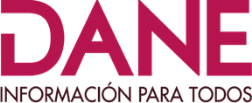 DANE
INFORMACIÓN PARA TODOS